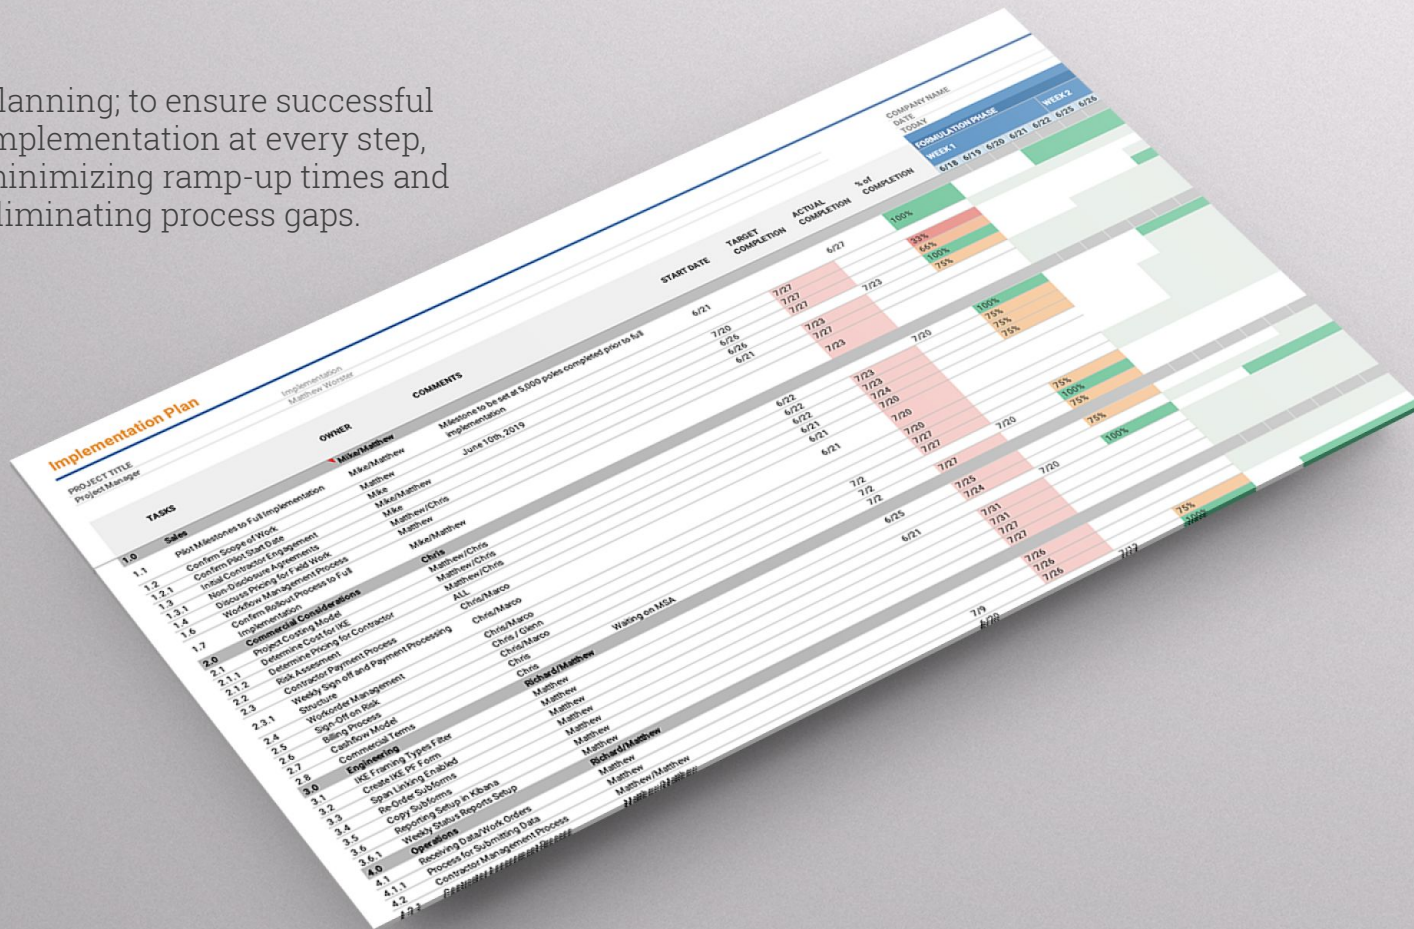 lanning; to ensure successful
mplementation at every step,
inimizing ramp-up times and
liminating process gaps.
Implementation Plan
PROJECT TITLE Implementation COMPANY NAME
Project Manager Matthew Worster DATE
TODAY
FORMULATION PHASE
WEEK 1 WEEK 2
TASKS OWNER COMMENTS START DATE TARGET COMPLETION ACTUAL COMPLETION % of COMPLETION 6/18 6/19 6/20 6/21 6/22 6/25 6/26
1.0 Sales Mike/Matthew
1.1 Pilot Milestones to Full Implementation Mike/Matthew Milestone to be set at 5,000 poles completed prior to full
implementation
1.2 Confirm Scope of Work Matthew
1.2.1 Confirm Pilot Start Date Mike June 10th, 2019
1.3 Initial Contractor Engagement Mike/Matthew
1.3.1 Non-Disclosure Agreements Mike
1.4 Discuss Pricing for Field Work Matthew/Chris
1.6 Workflow Management Process Matthew
1.7 Confirm Rollout Process to Full
Implementation Mike/Matthew
2.0 Commercial Considerations Chris
2.1 Project Costing Model Matthew/Chris
2.1.1 Determine Cost for IKE Matthew/Chris
2.1.2 Determine Pricing for Contractor Matthew/Chris
2.2 Risk Assesment ALL
2.3 Contractor Payment Process Chris/Marco
2.3.1 Weekly Sign off and Payment Processing
Structure Chris/Marco
2.4 Workorder Management Chris/Marco
2.5 Sign-Off on Risk Chris / Glenn
2.6 Billing Process Chris/Marco
2.7 Cashflow Model Chris
2.8 Commercial Terms Chris Waiting on MSA
3.0 Engineering Richard/Matthew
3.1 IKE Framing Types Filter Matthew
3.2 Create IKE PF Form Matthew
3.3 Span Linking Enabled Matthew
3.4 Re-Order Subforms Matthew
3.5 Copy Subforms Matthew
3.6 Reporting Setup in Kibana Matthew
3.6.1 Weekly Status Reports Setup Matthew
4.0 Operations Richard/Matthew
4.1 Receiving Data/Work Orders Matthew
4.1.1 Process for Submitting Data Matthew
4.2 Contractor Management Process Matthew/Matthew
6/21
7/20
6/26
6/26
6/21
6/22
6/22
6/22
6/21
6/21
6/21
7/2
7/2
7/2
6/25
6/21
7/9
7/27
7/27
7/27
7/23
7/27
7/23
7/23
7/23
7/24
7/20
7/20
7/20
7/27
7/27
7/27
7/25
7/24
7/31
7/31
7/27
7/27
7/26
7/26
7/26
6/27
7/23
7/20
7/20
7/20
100%
33%
66%
100%
75%
100%
75%
75%
75%
75%
100%
75%
75%
100%
75%
100%